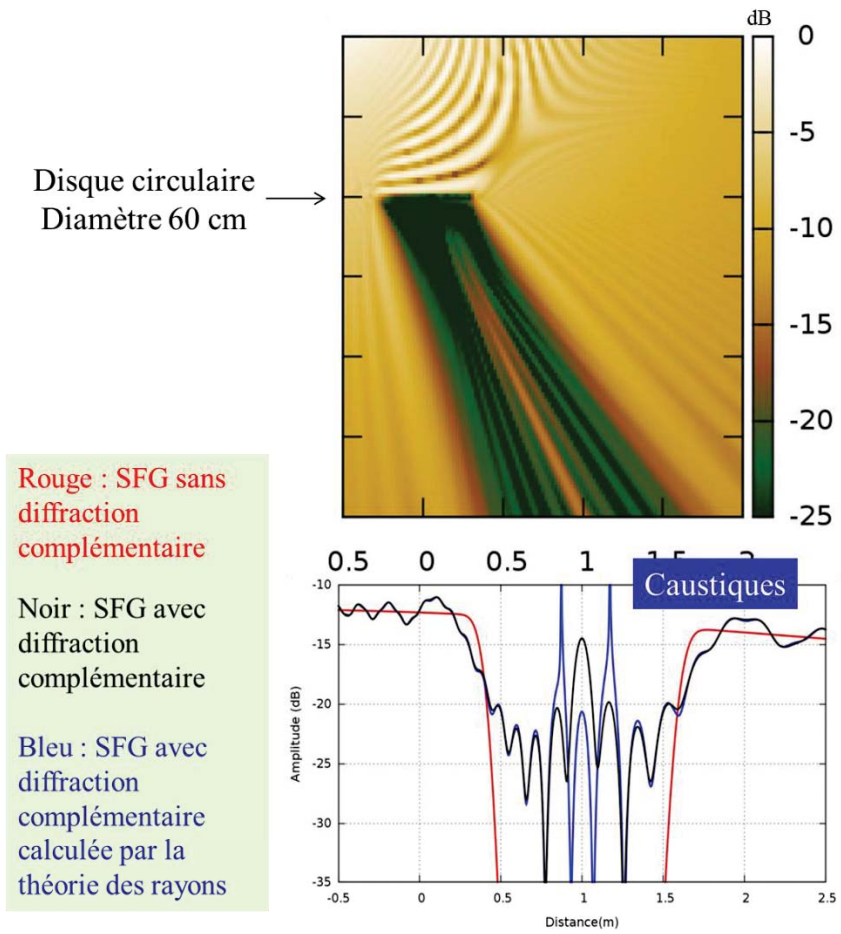 dB
0
-5
-10
-15
-20
-25
Disque circulaire
Diamètre 60 cm
Rouge : SFG sans
diffraction
complémentaire
Noir : SFG avec
diffraction
complémentaire
Bleu : SFG avec
diffraction
complémentaire
calculée par la
théorie des rayons
0.5 0 0.5 1 1.5
Caustiques
-10
-15
-20
-25
-30
-35
Amplitude (dB)
-0.5 0 0.5 1 1.5 2 2.5
Distance(m)